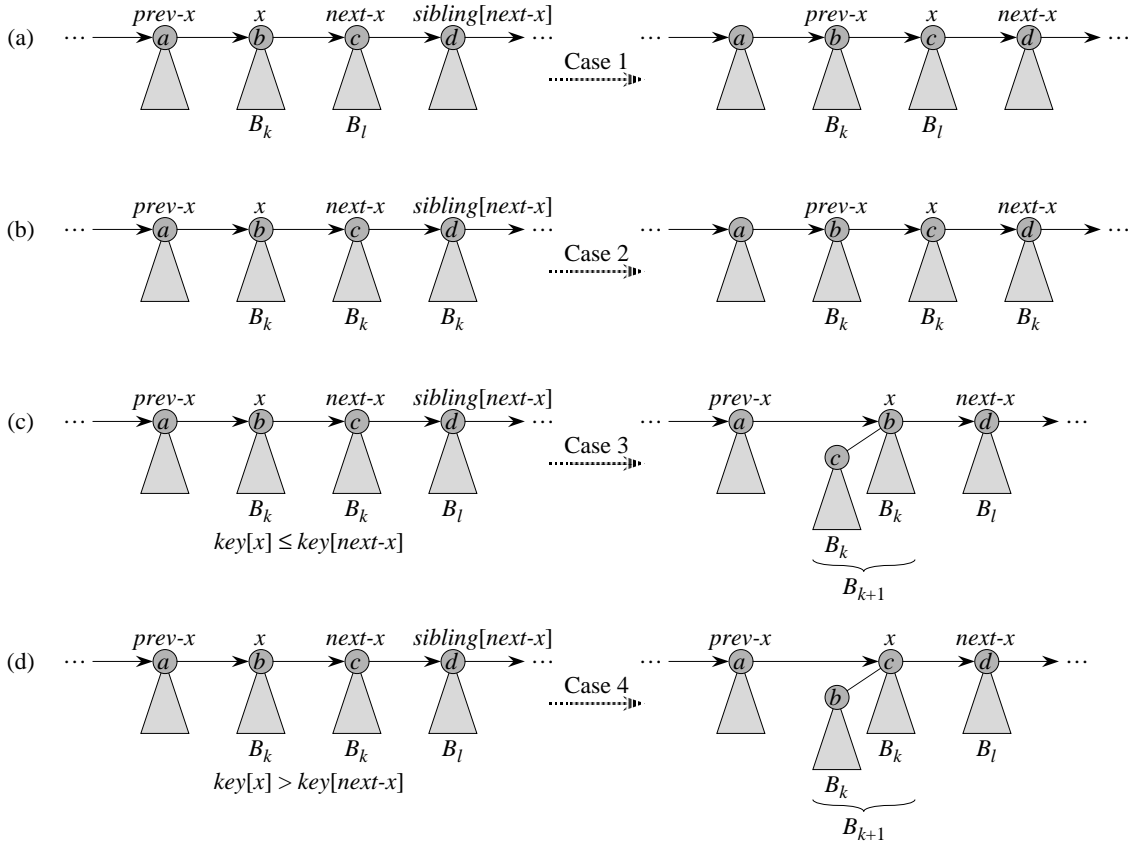 prev-x x next-x sibling[next-x] prev-x x next-x
(a) ··· a b c d ··· Case 1 ··· a b c d ···
B_k B_l B_k B_l
prev-x x next-x sibling[next-x] prev-x x next-x
(b) ··· a b c d ··· Case 2 ··· a b c d ···
B_k B_k B_k B_k B_k B_k
prev-x x next-x sibling[next-x] prev-x x next-x
(c) ··· a b c d ··· Case 3 ··· a b d ···
c
B_k B_k B_l B_k B_l
key[x] ≤ key[next-x] B_k
B_{k+1}
prev-x x next-x sibling[next-x] prev-x x next-x
(d) ··· a b c d ··· Case 4 ··· a c d ···
b
B_k B_k B_l B_k B_l
key[x] > key[next-x] B_k
B_{k+1}